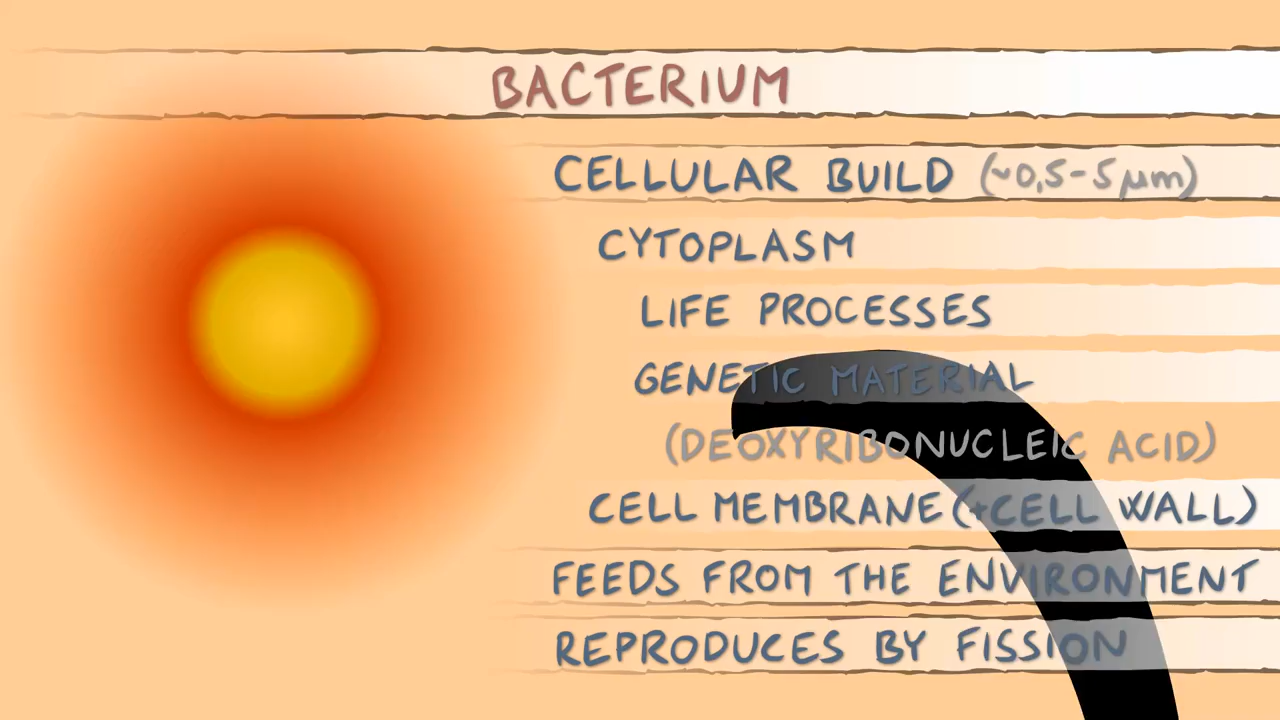 BACTERIUM
CELLULAR BUILD (~0,5-5µm)
CYTOPLASM
LIFE PROCESSES
GENETIC MATERIAL
(DEOXYRIBONUCLEIC ACID)
CELL MEMBRANE (+CELL WALL)
FEEDS FROM THE ENVIRONMENT
REPRODUCES BY FISSION